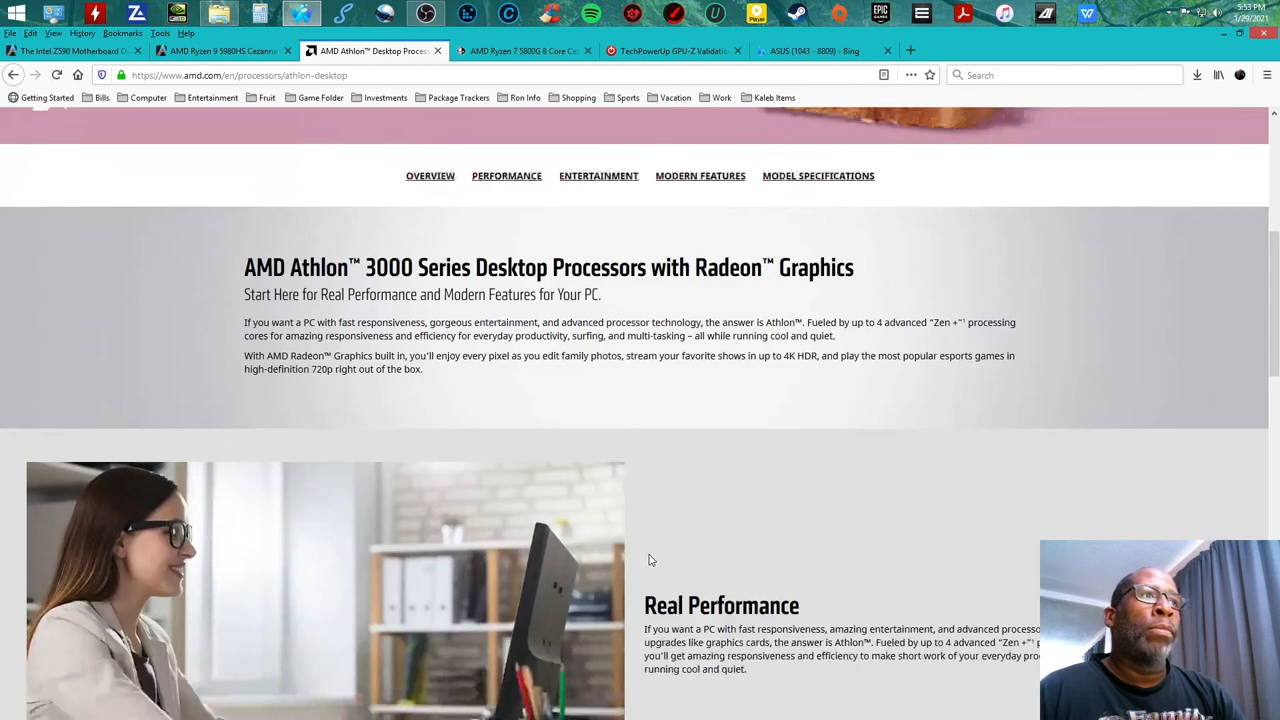 5:53 PM
1/29/2021
File Edit View History Bookmarks Tools Help
The Intel Z590 Motherboard O
AMD Ryzen 9 5980HS Cezanne
AMD Athlon™ Desktop Process
AMD Ryzen 7 5800G 8 Core Ce
TechPowerUp GPU-Z Validation
ASUS (1043 - 8809) - Bing
https://www.amd.com/en/processors/athlon-desktop
Search
Getting Started Bills Computer Entertainment Fruit Game Folder Investments Package Trackers Ron Info Shopping Sports Vacation Work Kaleb Items
OVERVIEW PERFORMANCE ENTERTAINMENT MODERN FEATURES MODEL SPECIFICATIONS
AMD Athlon™ 3000 Series Desktop Processors with Radeon™ Graphics
Start Here for Real Performance and Modern Features for Your PC.
If you want a PC with fast responsiveness, gorgeous entertainment, and advanced processor technology, the answer is Athlon™. Fueled by up to 4 advanced "Zen +"¹ processing
cores for amazing responsiveness and efficiency for everyday productivity, surfing, and multi-tasking – all while running cool and quiet.
With AMD Radeon™ Graphics built in, you'll enjoy every pixel as you edit family photos, stream your favorite shows in up to 4K HDR, and play the most popular esports games in
high-definition 720p right out of the box.
Real Performance
If you want a PC with fast responsiveness, amazing entertainment, and advanced processo
upgrades like graphics cards, the answer is Athlon™. Fueled by up to 4 advanced "Zen +"¹ p
you'll get amazing responsiveness and efficiency to make short work of your everyday pro
running cool and quiet.